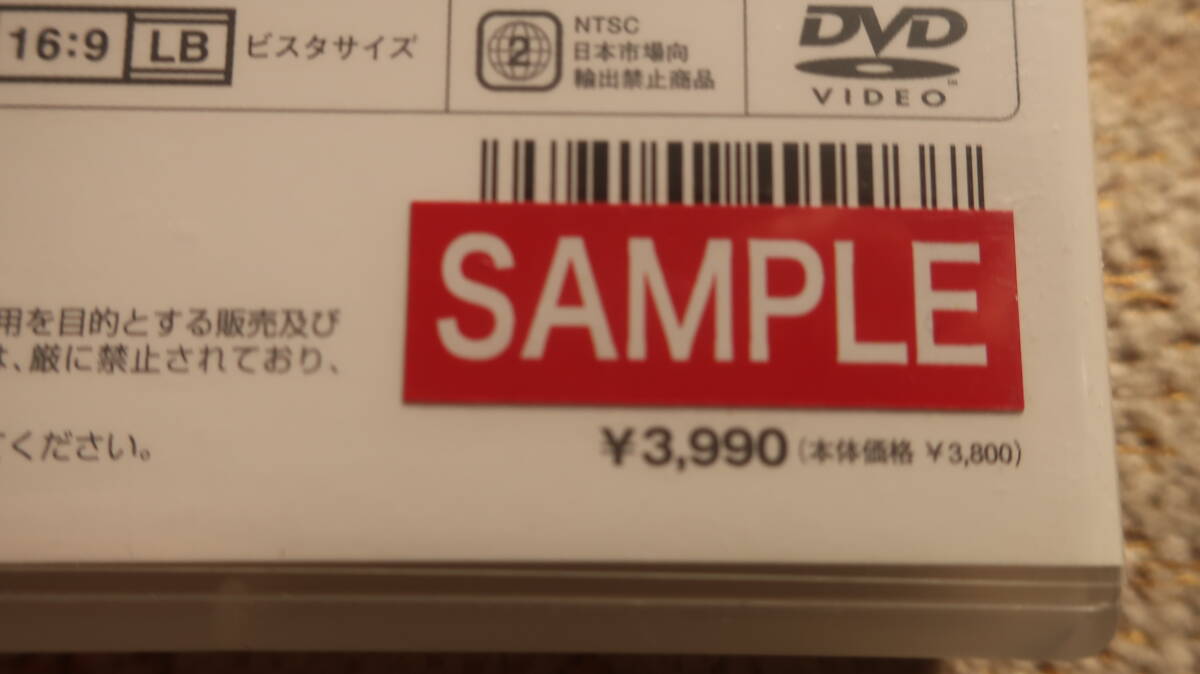 16:9 LB ビスタサイズ
2
NTSC
日本市場向
輸出禁止商品
DVD
VIDEO
TM
SAMPLE
用を目的とする販売及び
は、厳に禁止されており、
てください。
¥3,990 (本体価格 ¥3,800)